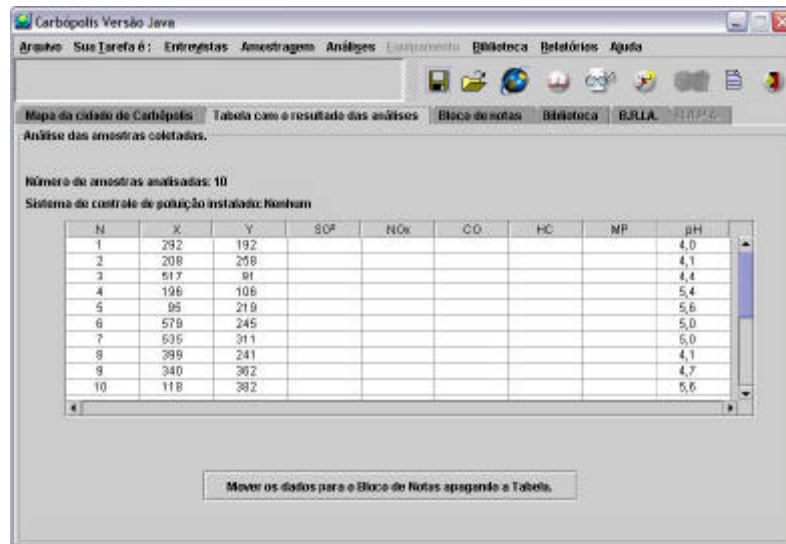 Carbópolis Versão Java
Arquivo Sua Tarefa é: Entrevistas Amostragem Análises Equipamento Biblioteca Relatórios Ajuda
Mapa da cidade de Carbópolis Tabela com o resultado das análises Bloco de notas Biblioteca B.R.I.A.
Análise das amostras coletadas.
Número de amostras analisadas: 10
Sistema de controle de poluição instalado: Nenhum
N X Y SO² NOx CO HC MP pH
1 292 192 4,0
2 208 258 4,1
3 517 91 4,4
4 196 106 5,4
5 95 219 5,6
6 579 245 5,0
7 535 311 5,0
8 399 241 4,1
9 340 362 4,7
10 118 382 5,6
Mover os dados para o Bloco de Notas apagando a Tabela.